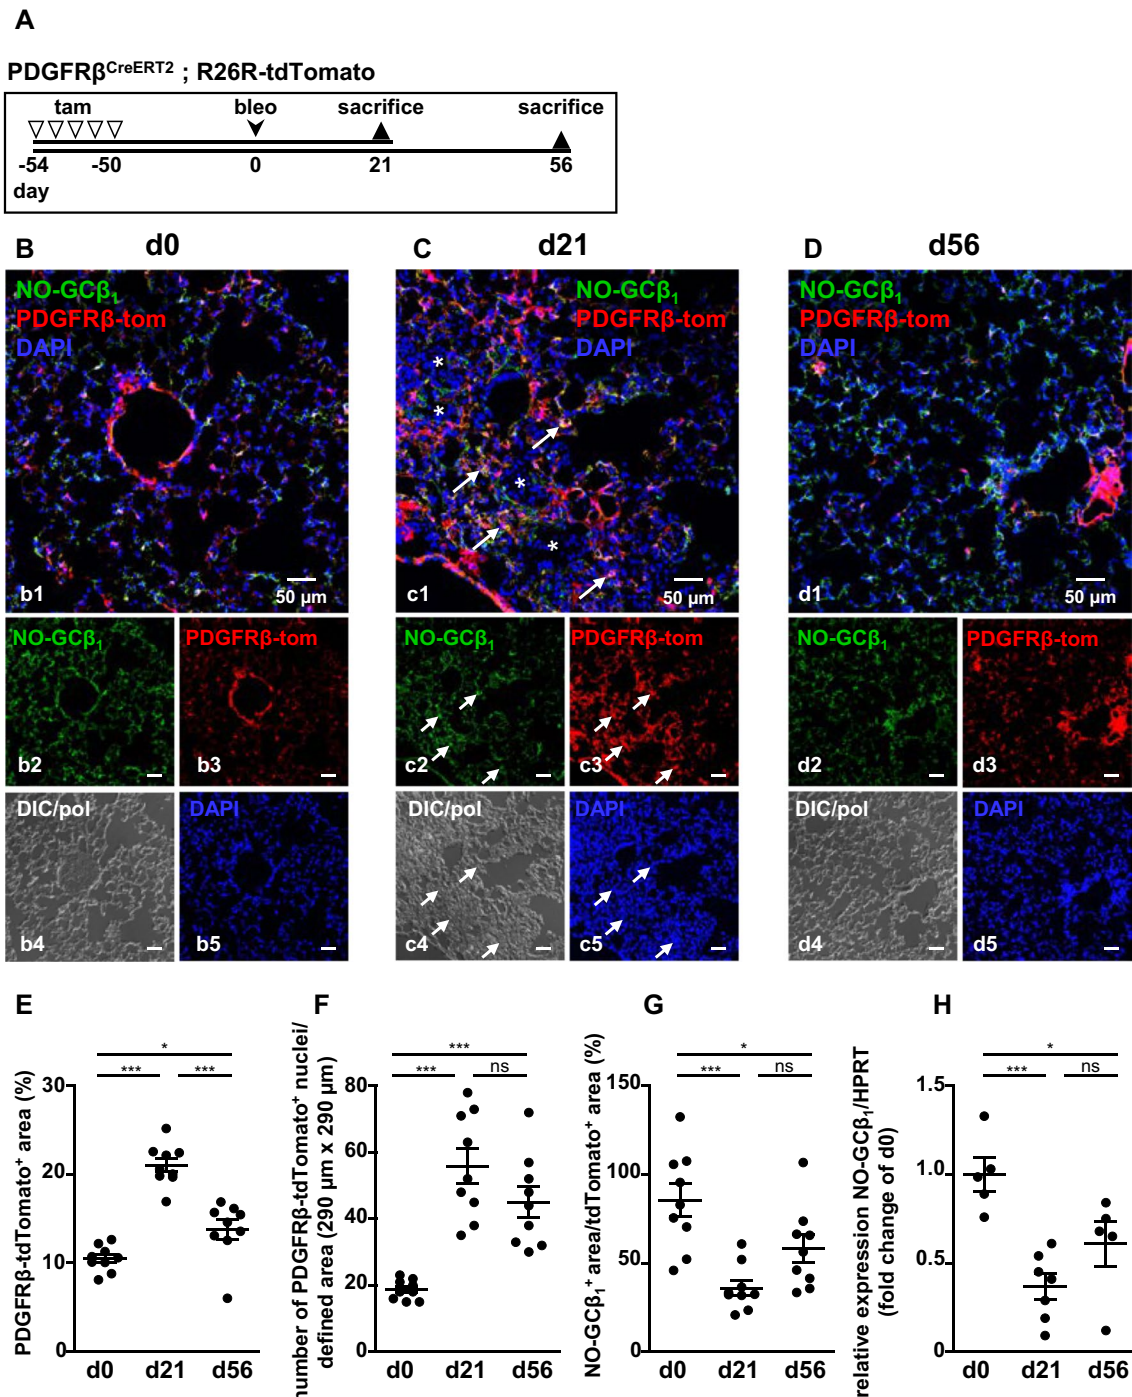 A
PDGFRβCreERT2 ; R26R-tdTomato
tam bleo sacrifice sacrifice
-54 -50 0 21 56
day
B d0 C d21 D d56
NO-GCβ1
PDGFRβ-tom
DAPI
b1 50 µm
NO-GCβ1
PDGFRβ-tom
DAPI
*
*
*
*
c1 50 µm
NO-GCβ1
PDGFRβ-tom
DAPI
d1 50 µm
NO-GCβ1 PDGFRβ-tom NO-GCβ1 PDGFRβ-tom NO-GCβ1 PDGFRβ-tom
b2 b3 c2 c3 d2 d3
DIC/pol DAPI DIC/pol DAPI DIC/pol DAPI
b4 b5 c4 c5 d4 d5
E
PDGFRβ-tdTomato+ area (%)
*
*** ***
30
20
10
0
d0 d21 d56
F
number of PDGFRβ-tdTomato+ nuclei/
defined area (290 µm x 290 µm)
***
*** ns
80
60
40
20
0
d0 d21 d56
G
NO-GCβ1+ area/tdTomato+ area (%)
*
*** ns
150
100
50
0
d0 d21 d56
H
relative expression NO-GCβ1/HPRT
(fold change of d0)
*
*** ns
1.5
1.0
0.5
0
d0 d21 d56